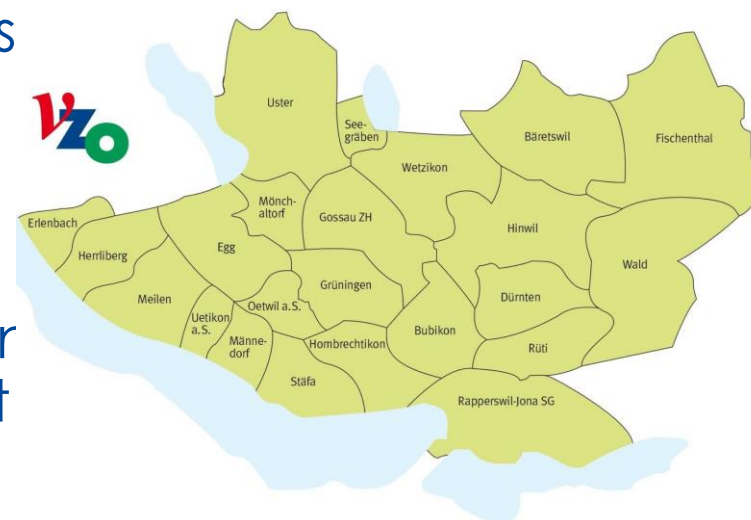 s
VZO
Uster
See-
gräben
Bäretswil
Fischenthal
Wetzikon
Mönch-
altorf
Gossau ZH
Erlenbach
Hinwil
Egg
Herrliberg
Wald
Grüningen
Meilen
Dürnten
Oetwil a.S.
Uetikon
a.S.
Bubikon
Männe-
dorf
Hombrechtikon
Rüti
r
Stäfa
t
Rapperswil-Jona SG